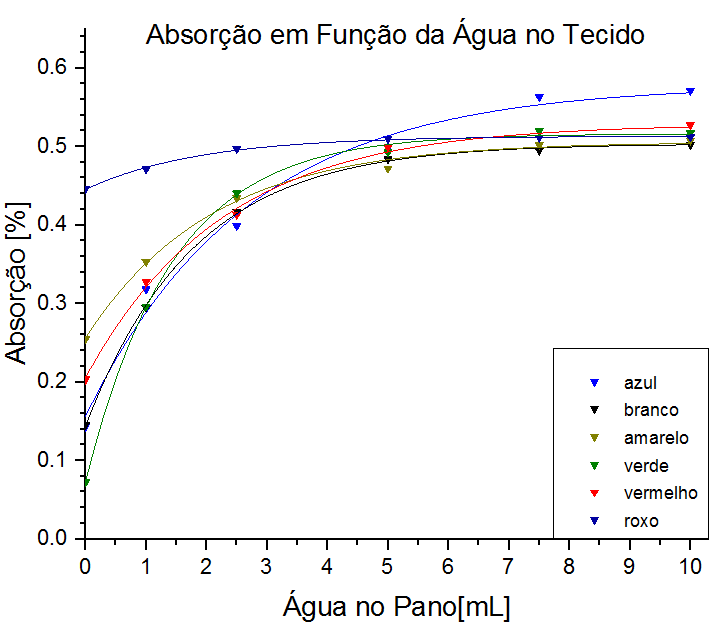 Absorção em Função da Água no Tecido
0.6
0.5
0.4
0.3
0.2
0.1
0.0
Absorção [%]
0 1 2 3 4 5 6 7 8 9 10
Água no Pano[mL]
azul
branco
amarelo
verde
vermelho
roxo